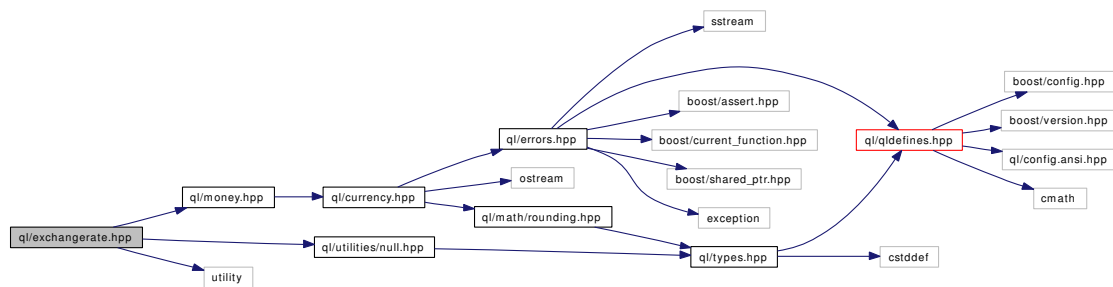 sstream
boost/config.hpp
boost/assert.hpp
boost/version.hpp
ql/errors.hpp
boost/current_function.hpp
ql/qldefines.hpp
ql/config.ansi.hpp
ostream
boost/shared_ptr.hpp
ql/money.hpp
ql/currency.hpp
cmath
ql/math/rounding.hpp
exception
ql/exchangerate.hpp
ql/utilities/null.hpp
ql/types.hpp
cstddef
utility